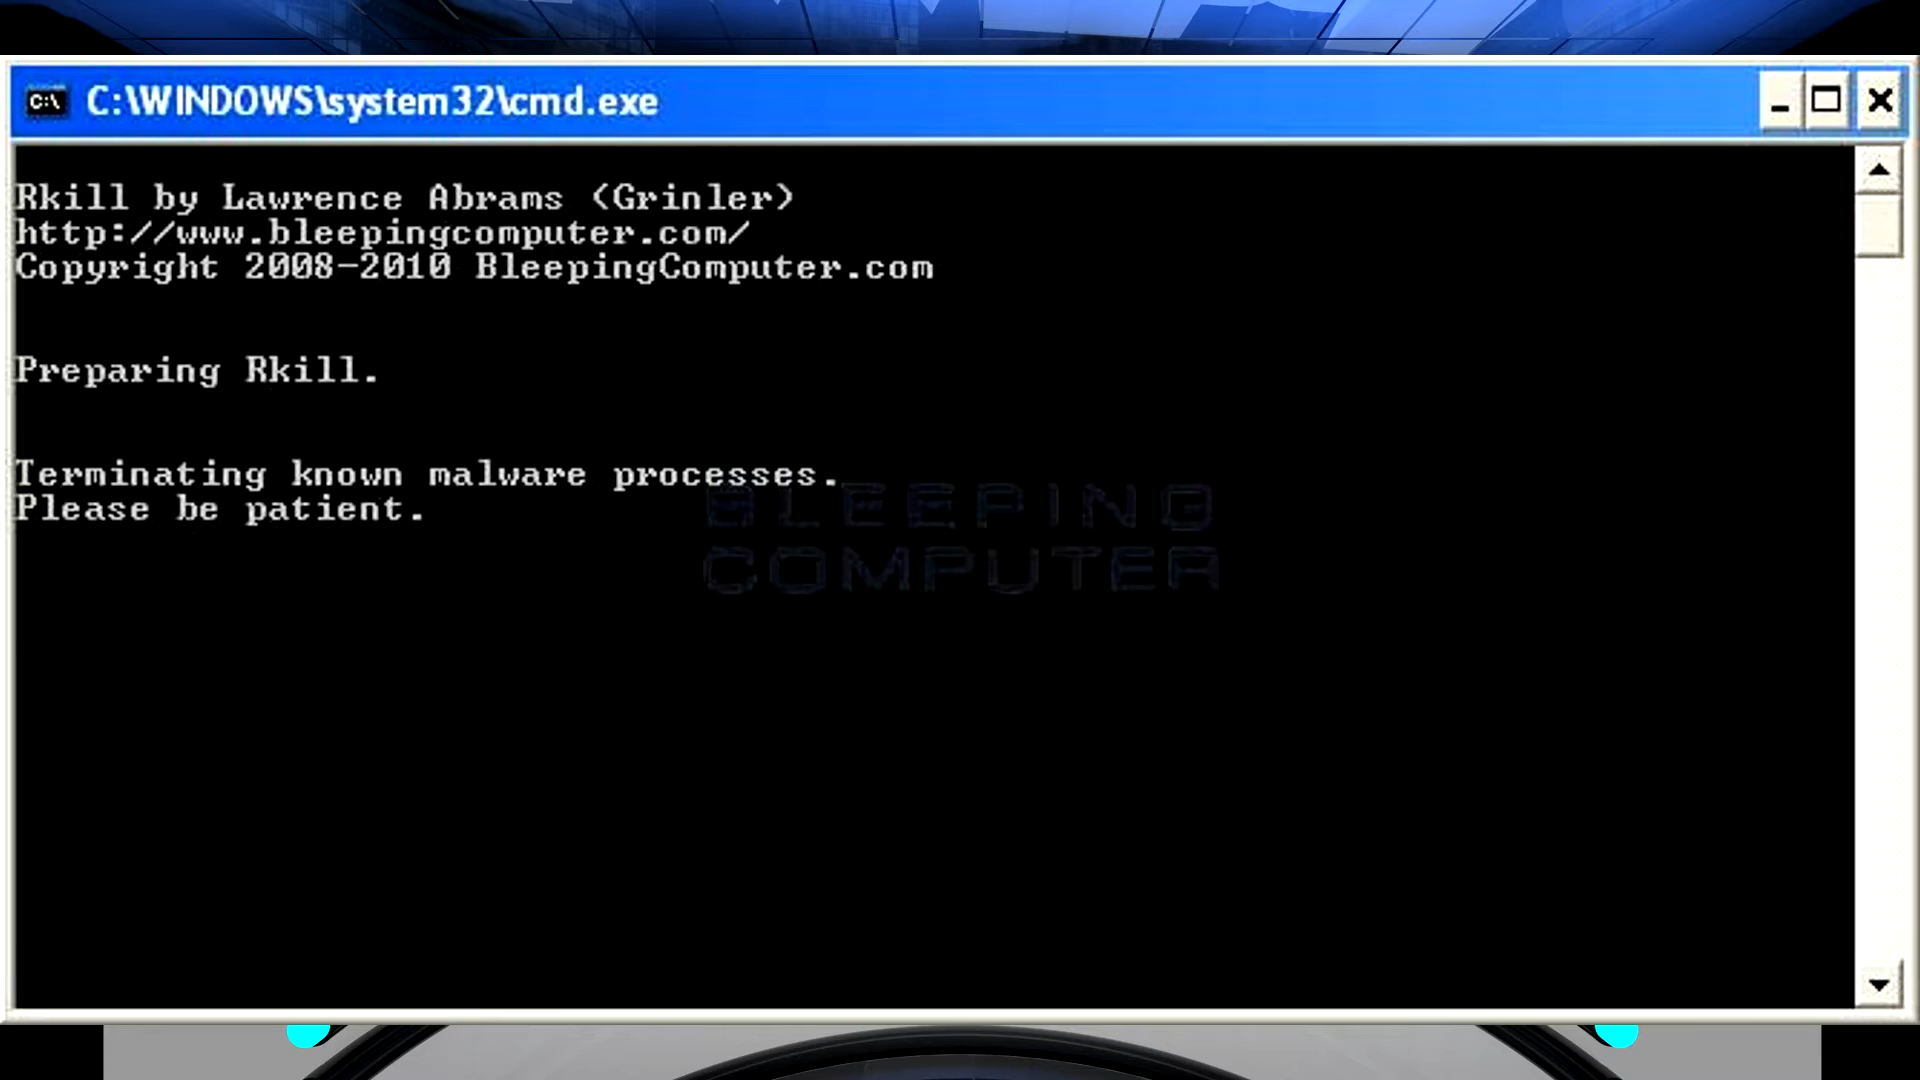 C:\WINDOWS\system32\cmd.exe
Rkill by Lawrence Abrams (Grinler)
http://www.bleepingcomputer.com/
Copyright 2008-2010 BleepingComputer.com
Preparing Rkill.
Terminating known malware processes.
Please be patient.
BLEEPING
COMPUTER